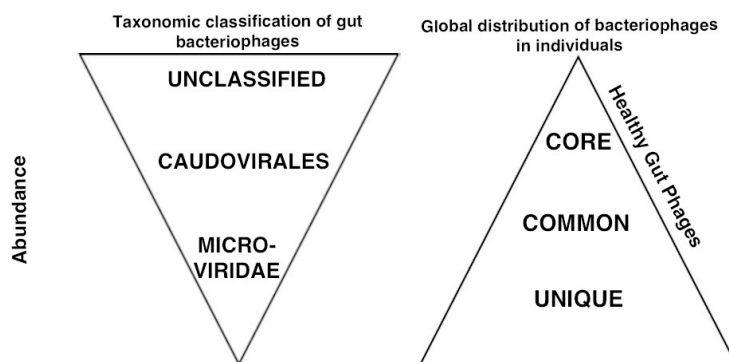 Taxonomic classification of gut
bacteriophages
Global distribution of bacteriophages
in individuals
Abundance
UNCLASSIFIED
CAUDOVIRALES
MICRO-
VIRIDAE
CORE
COMMON
UNIQUE
Healthy Gut Phages